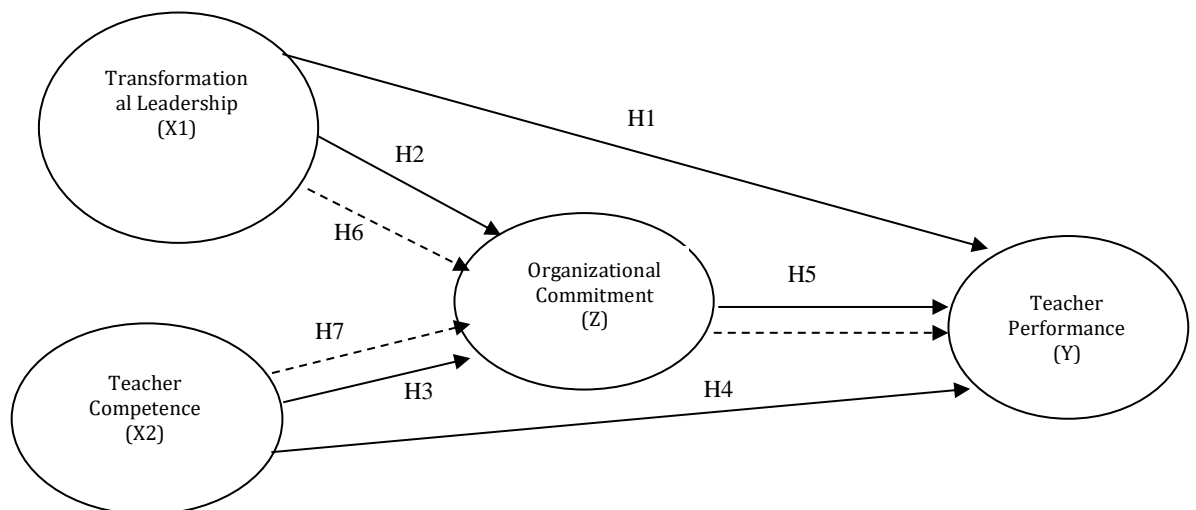 Transformation
al Leadership
(X1)
H1
H2
H6
Organizational
Commitment
(Z)
H5
Teacher
Performance
(Y)
H7
H3
H4
Teacher
Competence
(X2)